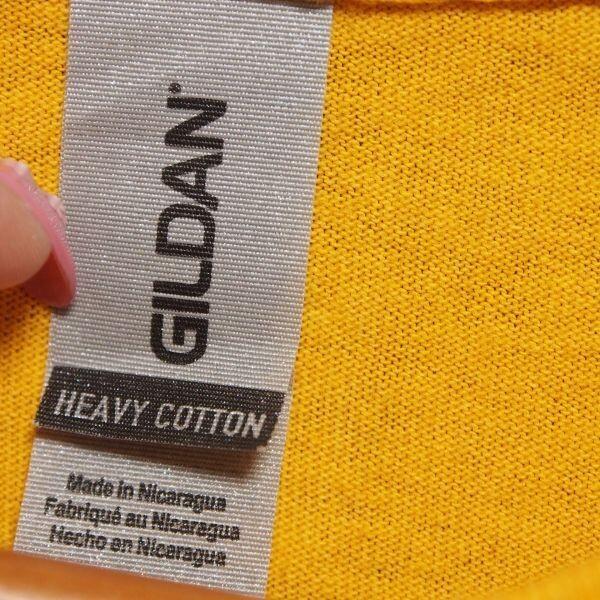 GILDAN®
HEAVY COTTON
Made in Nicaragua
Fabriqué au Nicaragua
Hecho en Nicaragua